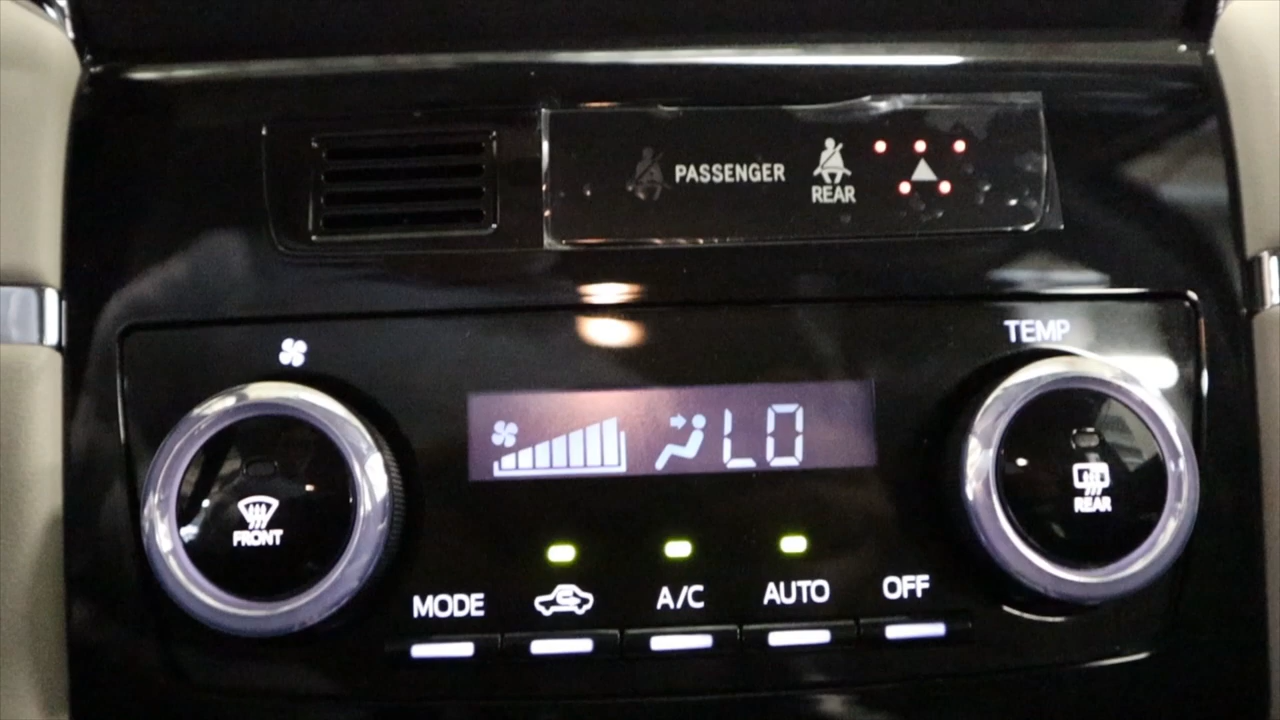 PASSENGER
REAR
TEMP
LO
FRONT
REAR
MODE
A/C
AUTO
OFF